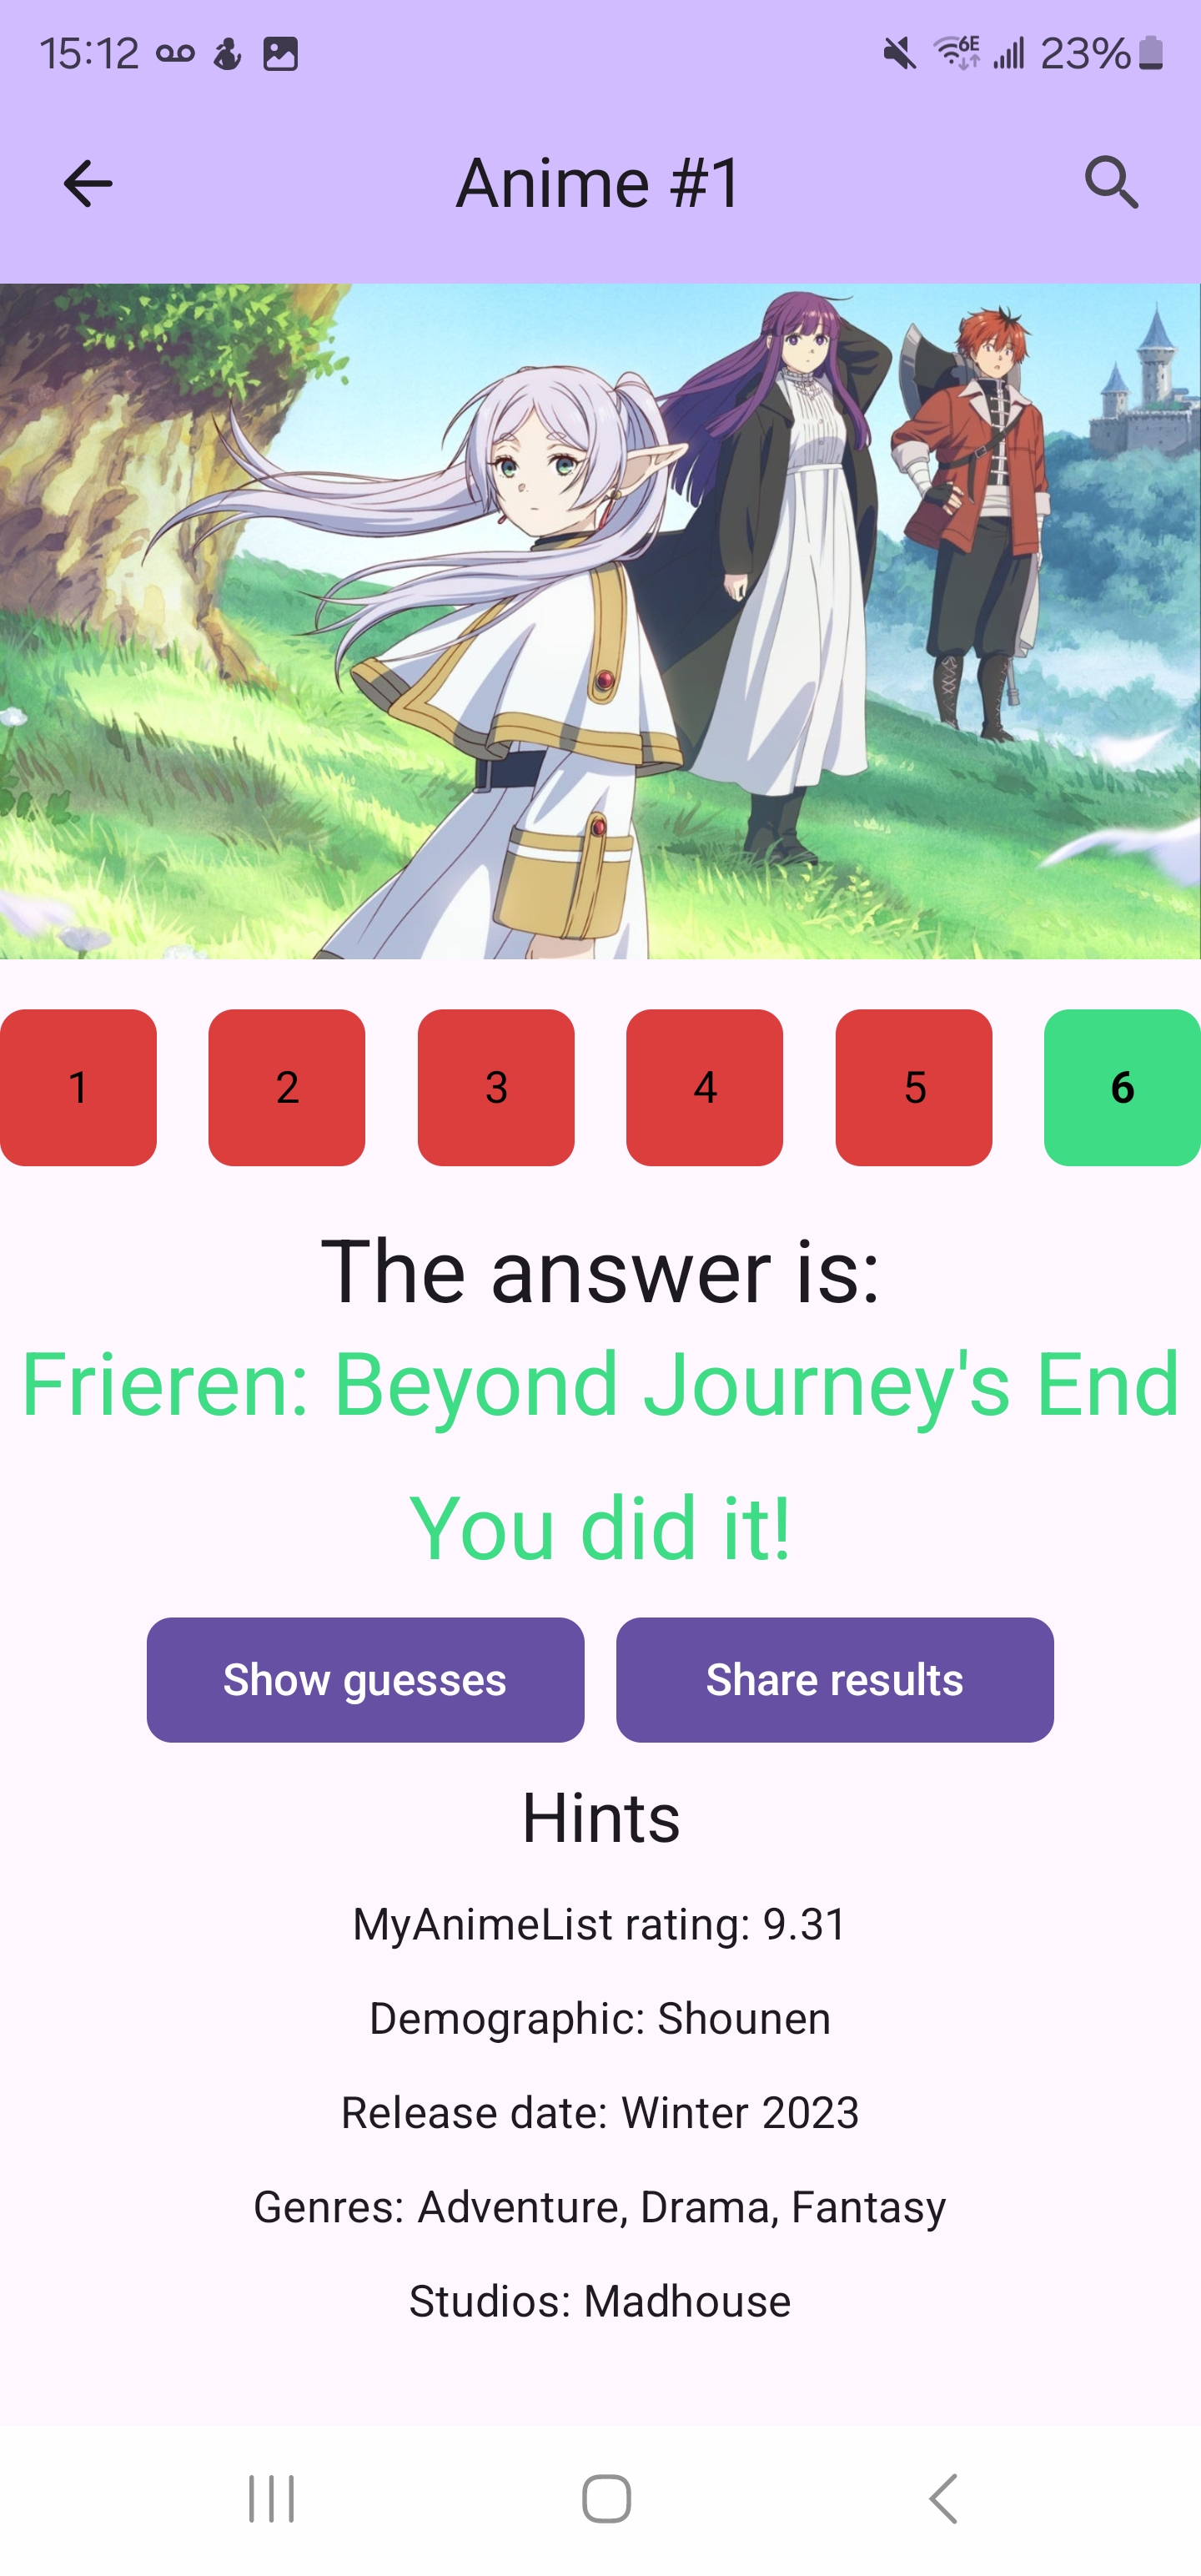 15:12 6E 23%
Anime #1
1 2 3 4 5 6
The answer is:
Frieren: Beyond Journey's End
You did it!
Show guesses Share results
Hints
MyAnimeList rating: 9.31
Demographic: Shounen
Release date: Winter 2023
Genres: Adventure, Drama, Fantasy
Studios: Madhouse